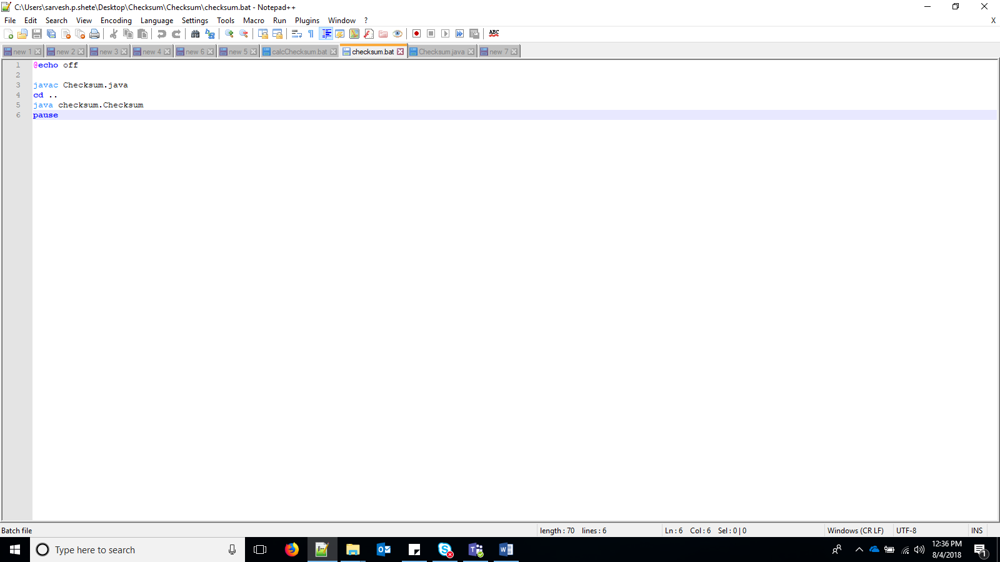 C:\Users\sarvesh.p.shete\Desktop\Checksum\Checksum\checksum.bat - Notepad++
File Edit Search View Encoding Language Settings Tools Macro Run Plugins Window ? X
ABC
new 1 new 2 new 3 new 4 new 6 new 5 calcChecksum.bat checksum.bat Checksum.java new 7
1 @echo off
2
3 javac Checksum.java
4 cd ..
5 java checksum.Checksum
6 pause
Batch file length : 70 lines : 6 Ln : 6 Col : 6 Sel : 0 | 0 Windows (CR LF) UTF-8 INS
Type here to search
12:36 PM
8/4/2018
1